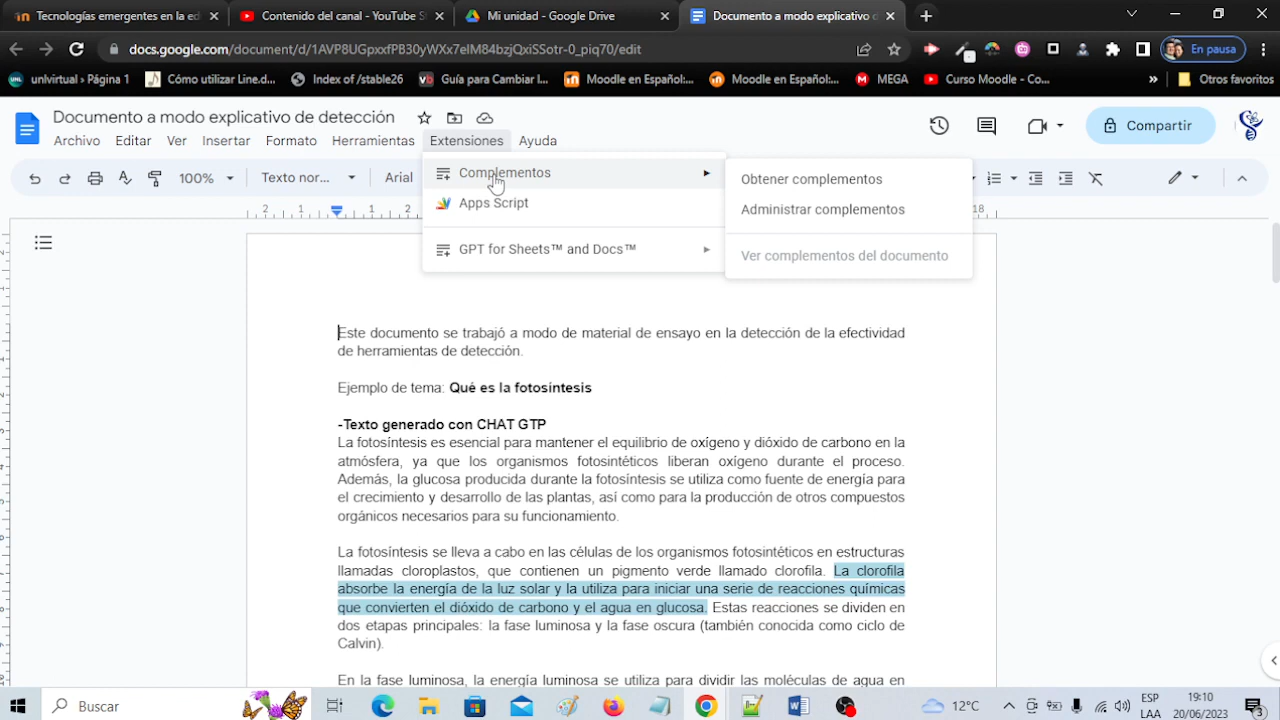 Tecnologías emergentes en la ed
Contenido del canal - YouTube S
Mi unidad - Google Drive
Documento a modo explicativo de
docs.google.com/document/d/1AVP8UGpxxfPB30yWXx7eIM84bzjQxiSSotr-0_piq70/edit
En pausa
unlvirtual › Página 1
Cómo utilizar Line.d...
Index of /stable26
Guia para Cambiar l...
Moodle en Español:...
Moodle en Español:...
MEGA
Curso Moodle - Co...
»
Otros favoritos
Documento a modo explicativo de detección
Archivo Editar Ver Insertar Formato Herramientas Extensiones Ayuda
Compartir
100%
Texto nor...
Arial
Complementos
Apps Script
GPT for Sheets™ and Docs™
Obtener complementos
Administrar complementos
Ver complementos del documento
2 1 1 2 18
Este documento se trabajó a modo de material de ensayo en la detección de la efectividad
de herramientas de detección.
Ejemplo de tema: Qué es la fotosíntesis
-Texto generado con CHAT GTP
La fotosíntesis es esencial para mantener el equilibrio de oxígeno y dióxido de carbono en la
atmósfera, ya que los organismos fotosintéticos liberan oxígeno durante el proceso.
Además, la glucosa producida durante la fotosíntesis se utiliza como fuente de energía para
el crecimiento y desarrollo de las plantas, así como para la producción de otros compuestos
orgánicos necesarios para su funcionamiento.
La fotosíntesis se lleva a cabo en las células de los organismos fotosintéticos en estructuras
llamadas cloroplastos, que contienen un pigmento verde llamado clorofila. La clorofila
absorbe la energía de la luz solar y la utiliza para iniciar una serie de reacciones químicas
que convierten el dióxido de carbono y el agua en glucosa. Estas reacciones se dividen en
dos etapas principales: la fase luminosa y la fase oscura (también conocida como ciclo de
Calvin).
En la fase luminosa, la energía luminosa se utiliza para dividir las moléculas de agua en
Buscar
12°C
ESP
LAA
19:10
20/06/2023
3